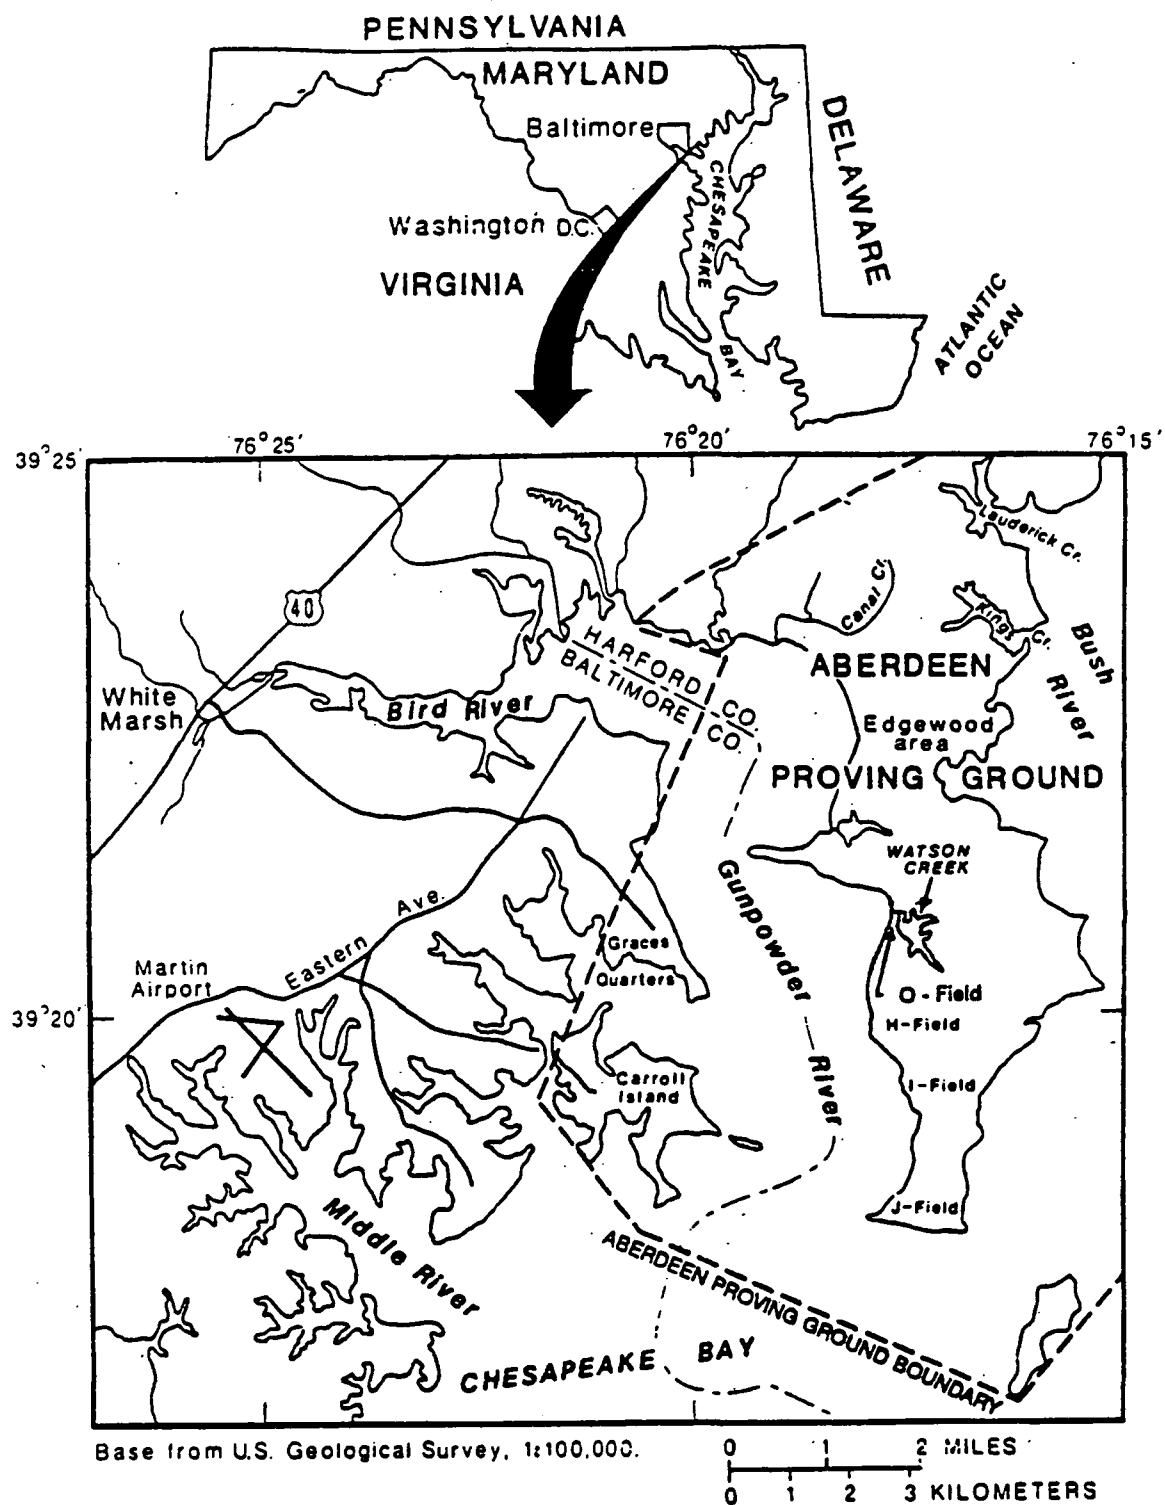 PENNSYLVANIA
MARYLAND
Baltimore
DELAWARE
CHESAPEAKE
BAY
Washington D.C.
VIRGINIA
ATLANTIC
OCEAN
76°25'
76°20'
76°15'
39°25'
Lauderick Cr.
40
Canal Cr.
Kings Cr.
Bush
River
HARFORD CO.
BALTIMORE CO.
ABERDEEN
White
Marsh
Bird River
Edgewood
area
PROVING GROUND
WATSON
CREEK
Gunpowder
River
Eastern Ave.
Graces
Quarters
Martin
Airport
O-Field
39°20'
H-Field
I-Field
Carroll
Island
J-Field
Middle River
ABERDEEN PROVING GROUND BOUNDARY
CHESAPEAKE BAY
Base from U.S. Geological Survey, 1:100,000.
0 1 2 MILES
0 1 2 3 KILOMETERS